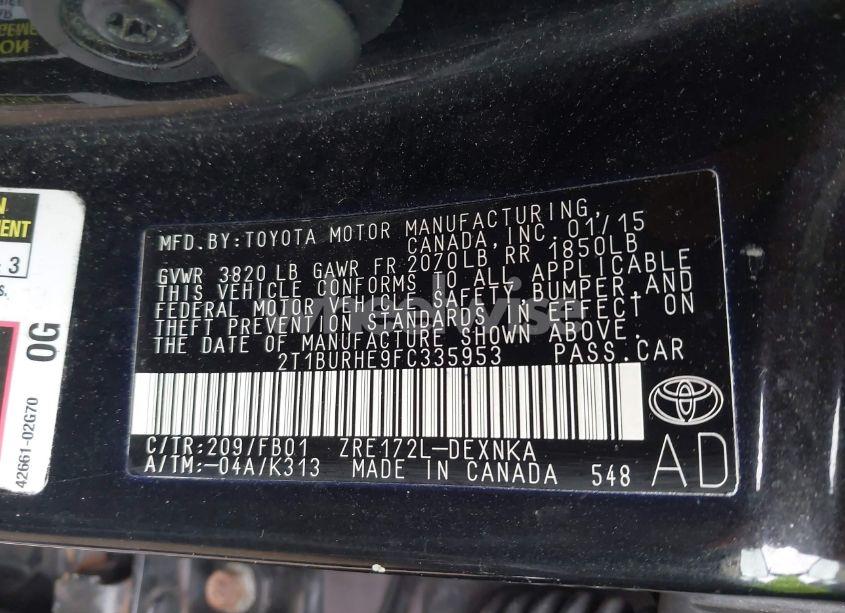 MFD.BY:TOYOTA MOTOR MANUFACTURING,
CANADA, INC. 01/15
GVWR 3820 LB GAWR FR 2070LB RR 1850LB
THIS VEHICLE CONFORMS TO ALL APPLICABLE
FEDERAL MOTOR VEHICLE SAFETY, BUMPER, AND
THEFT PREVENTION STANDARDS IN EFFECT ON
THE DATE OF MANUFACTURE SHOWN ABOVE.
2T1BURHE9FC335953 PASS.CAR
C/TR:209/FB01 ZRE172L-DEXNKA
A/TM:-04A/K313 MADE IN CANADA 548
AD
0G
42661-02G70
3